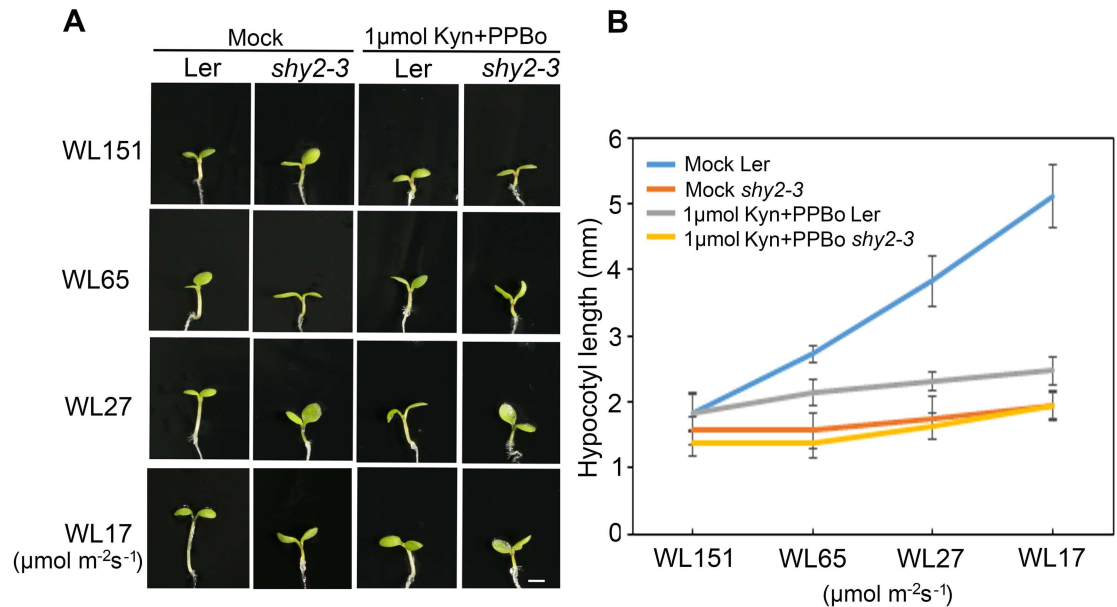 A
Mock
1μmol Kyn+PPBo
Ler
shy2-3
Ler
shy2-3
WL151
WL65
WL27
WL17
(μmol m⁻²s⁻¹)
B
6
5
4
3
2
1
0
Hypocotyl length (mm)
Mock Ler
Mock shy2-3
1μmol Kyn+PPBo Ler
1μmol Kyn+PPBo shy2-3
WL151
WL65
WL27
WL17
(μmol m⁻²s⁻¹)